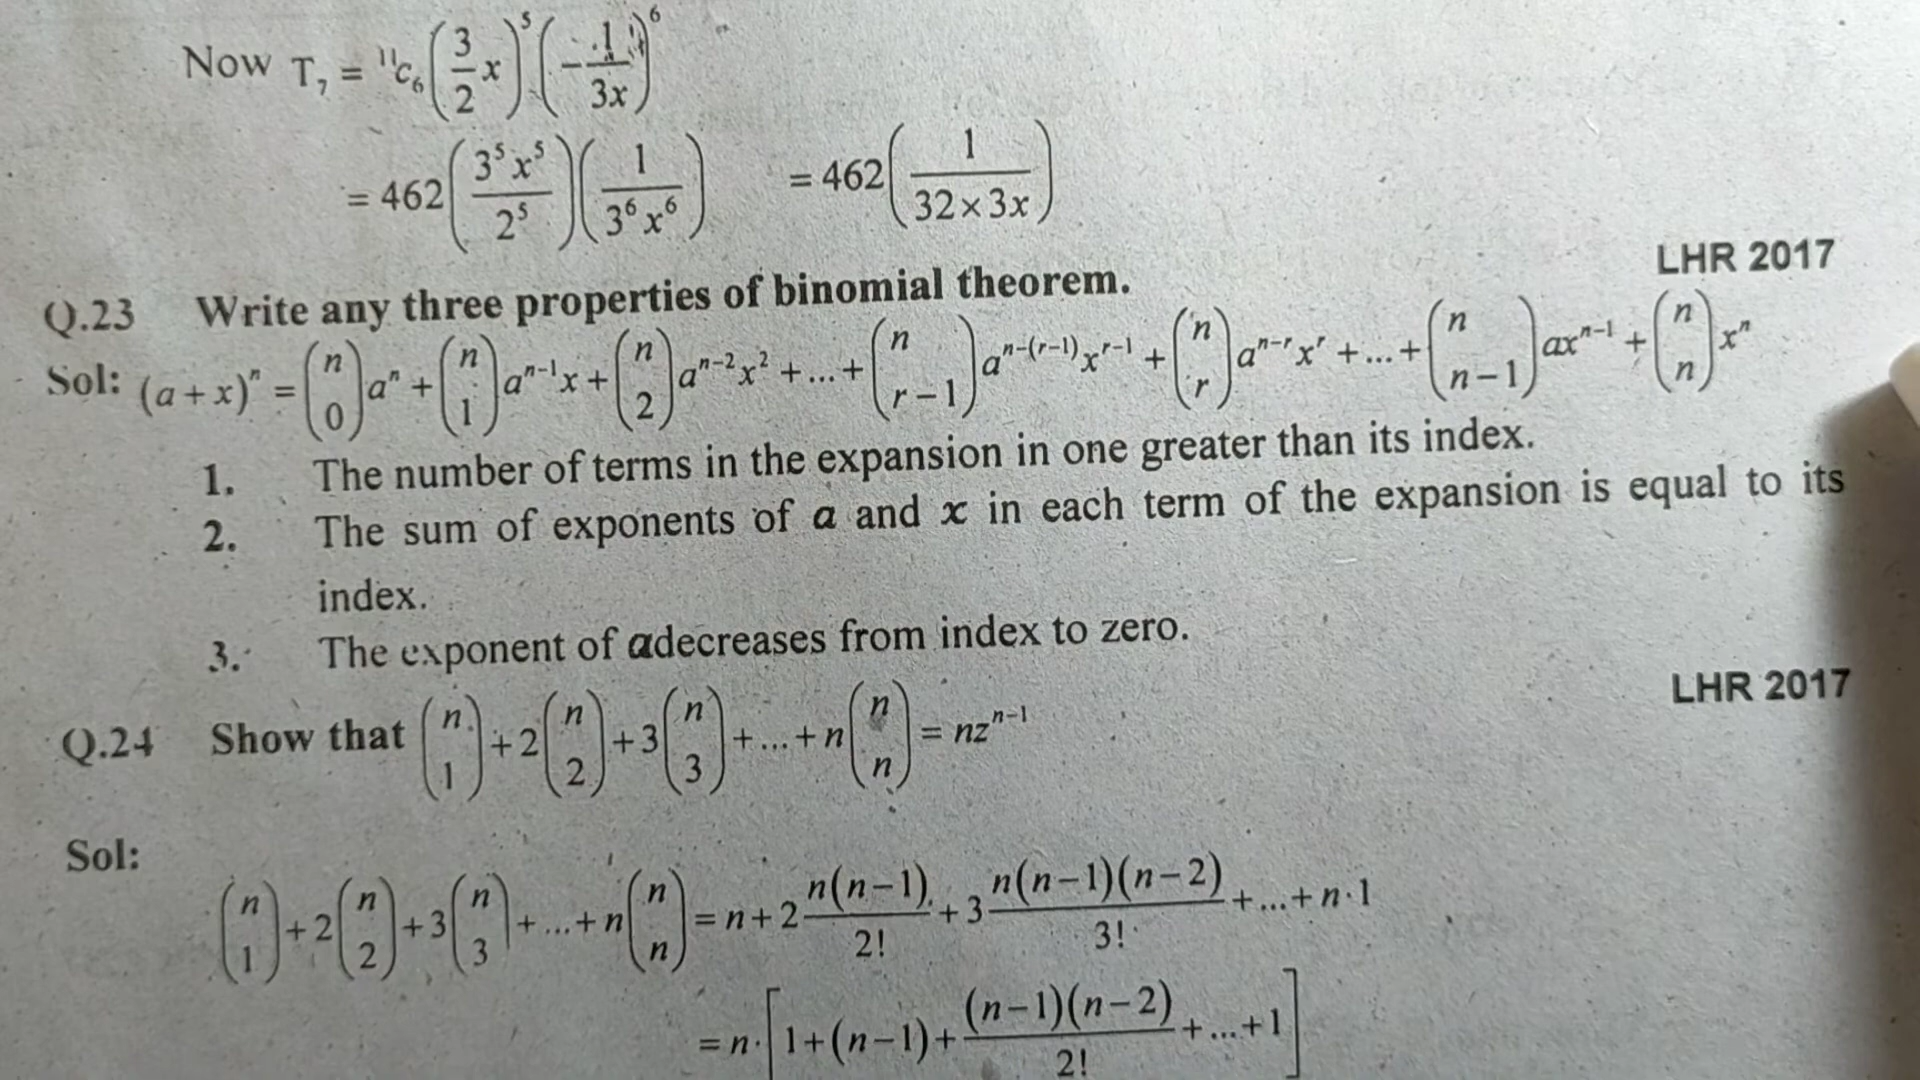 Now T₇ = ¹¹c₆(3/2 x)⁵(−1/3x)⁶
= 462(3⁵x⁵/2⁵)(1/3⁶x⁶) = 462(1/32×3x)
LHR 2017
Q.23 Write any three properties of binomial theorem.
Sol: (a+x)ⁿ = (n 0)aⁿ + (n 1)aⁿ⁻¹x + (n 2)aⁿ⁻²x² + ... + (n r−1)aⁿ⁻⁽ʳ⁻¹⁾xʳ⁻¹ + (n r)aⁿ⁻ʳxʳ + ... + (n n−1)axⁿ⁻¹ + (n n)xⁿ
1. The number of terms in the expansion in one greater than its index.
2. The sum of exponents of a and x in each term of the expansion is equal to its
index.
3. The exponent of adecreases from index to zero.
LHR 2017
Q.24 Show that (n 1)+2(n 2)+3(n 3)+...+n(n n) = nzⁿ⁻¹
Sol:
(n 1)+2(n 2)+3(n 3)+...+n(n n) = n+2 n(n−1)/2! +3 n(n−1)(n−2)/3! +...+n·1
= n·[1+(n−1)+ (n−1)(n−2)/2! +...+1]